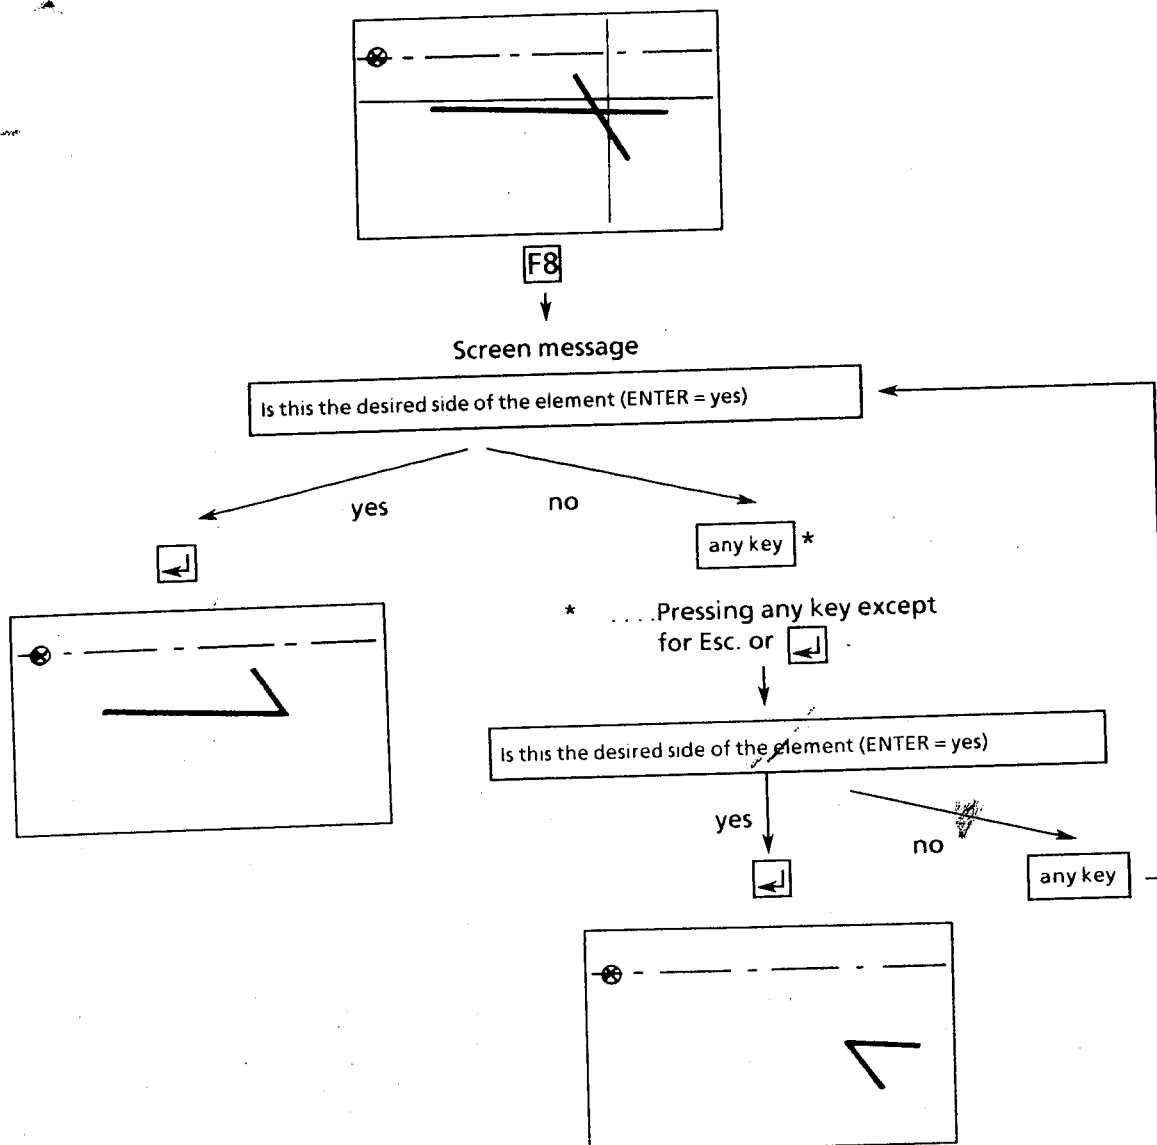 F8
Screen message
Is this the desired side of the element (ENTER = yes)
yes
no
any key *
* ....Pressing any key except
for Esc. or
Is this the desired side of the element (ENTER = yes)
yes
no
any key